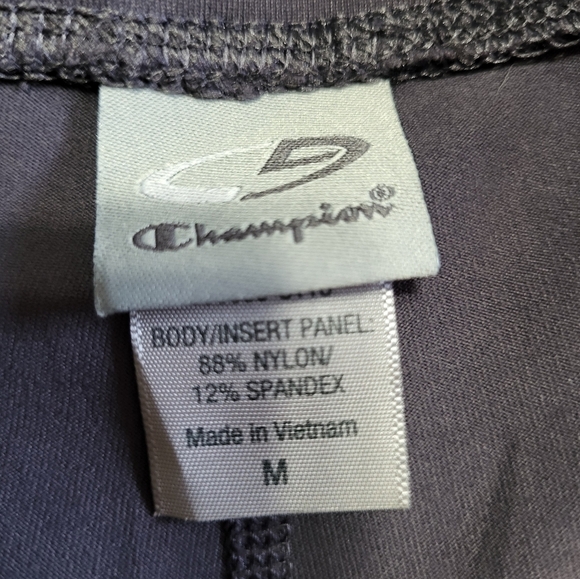 Champion®
BODY/INSERT PANEL:
88% NYLON/
12% SPANDEX
Made in Vietnam
M